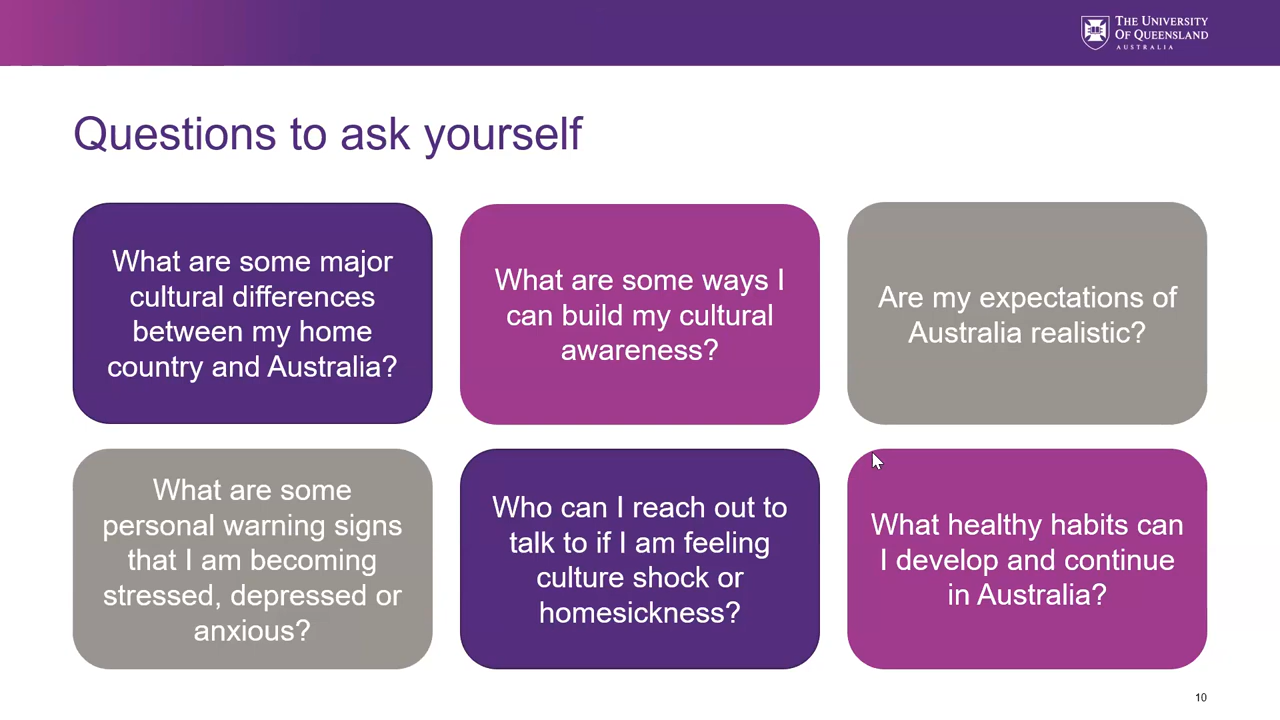 THE UNIVERSITY
OF QUEENSLAND
AUSTRALIA
Questions to ask yourself
What are some major
cultural differences
between my home
country and Australia?
What are some ways I
can build my cultural
awareness?
Are my expectations of
Australia realistic?
What are some
personal warning signs
that I am becoming
stressed, depressed or
anxious?
Who can I reach out to
talk to if I am feeling
culture shock or
homesickness?
What healthy habits can
I develop and continue
in Australia?
10